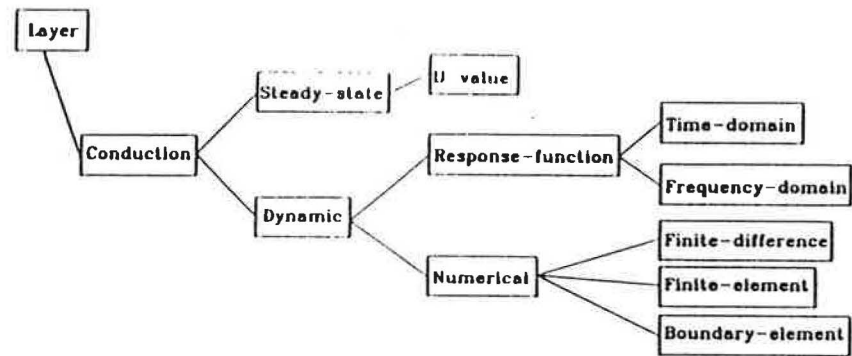 Layer
Steady-state
U value
Conduction
Time-domain
Response-function
Frequency-domain
Dynamic
Finite-difference
Numerical
Finite-element
Boundary-element